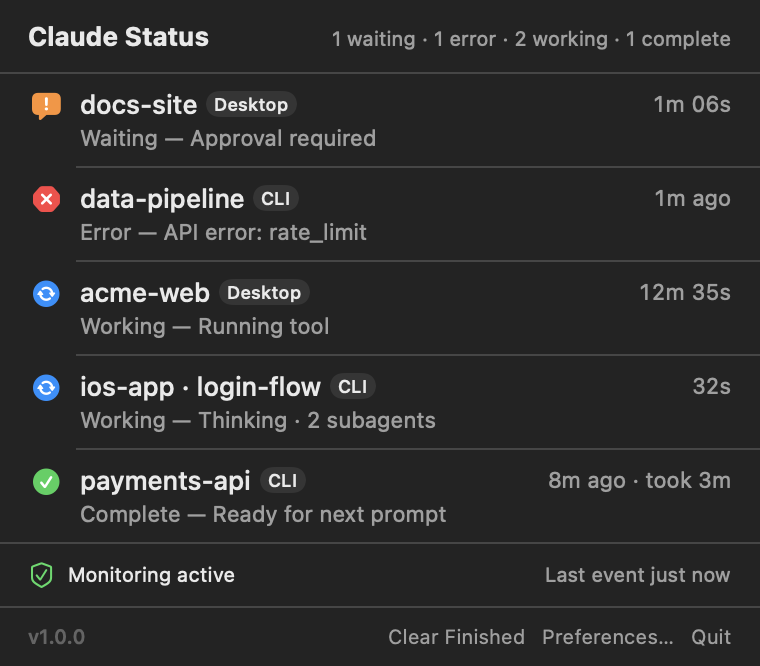 Claude Status 1 waiting · 1 error · 2 working · 1 complete
docs-site Desktop 1m 06s
Waiting — Approval required
data-pipeline CLI 1m ago
Error — API error: rate_limit
acme-web Desktop 12m 35s
Working — Running tool
ios-app · login-flow CLI 32s
Working — Thinking · 2 subagents
payments-api CLI 8m ago · took 3m
Complete — Ready for next prompt
Monitoring active Last event just now
v1.0.0 Clear Finished Preferences... Quit